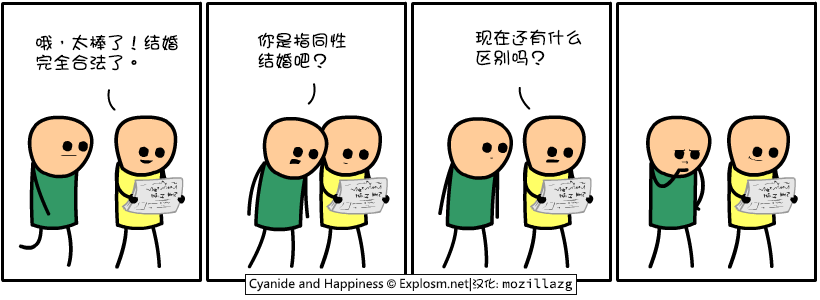 哦，太棒了！结婚
完全合法了。
你是指同性
结婚吧？
现在还有什么
区别吗？
Cyanide and Happiness © Explosm.net|汉化: mozillazg